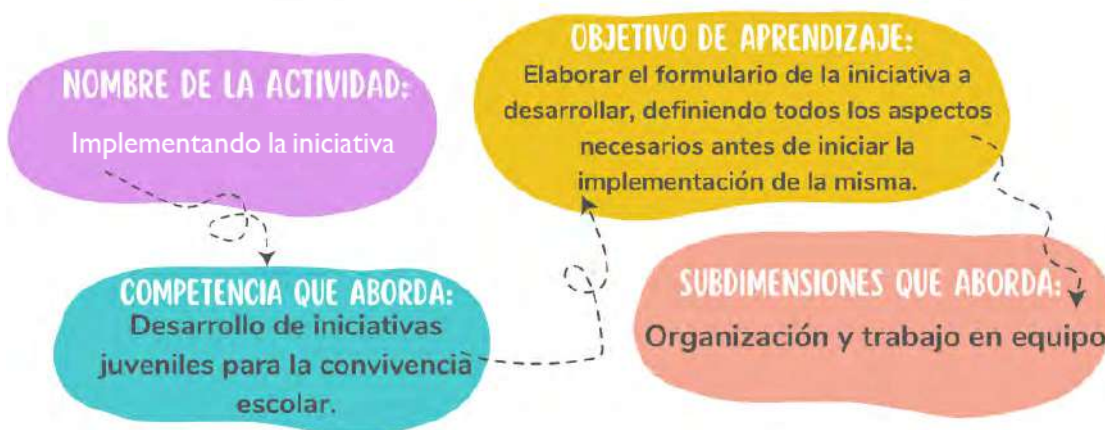 NOMBRE DE LA ACTIVIDAD:
Implementando la iniciativa
COMPETENCIA QUE ABORDA:
Desarrollo de iniciativas
juveniles para la convivencia
escolar.
OBJETIVO DE APRENDIZAJE:
Elaborar el formulario de la iniciativa a
desarrollar, definiendo todos los aspectos
necesarios antes de iniciar la
implementación de la misma.
SUBDIMENSIONES QUE ABORDA:
Organización y trabajo en equipo